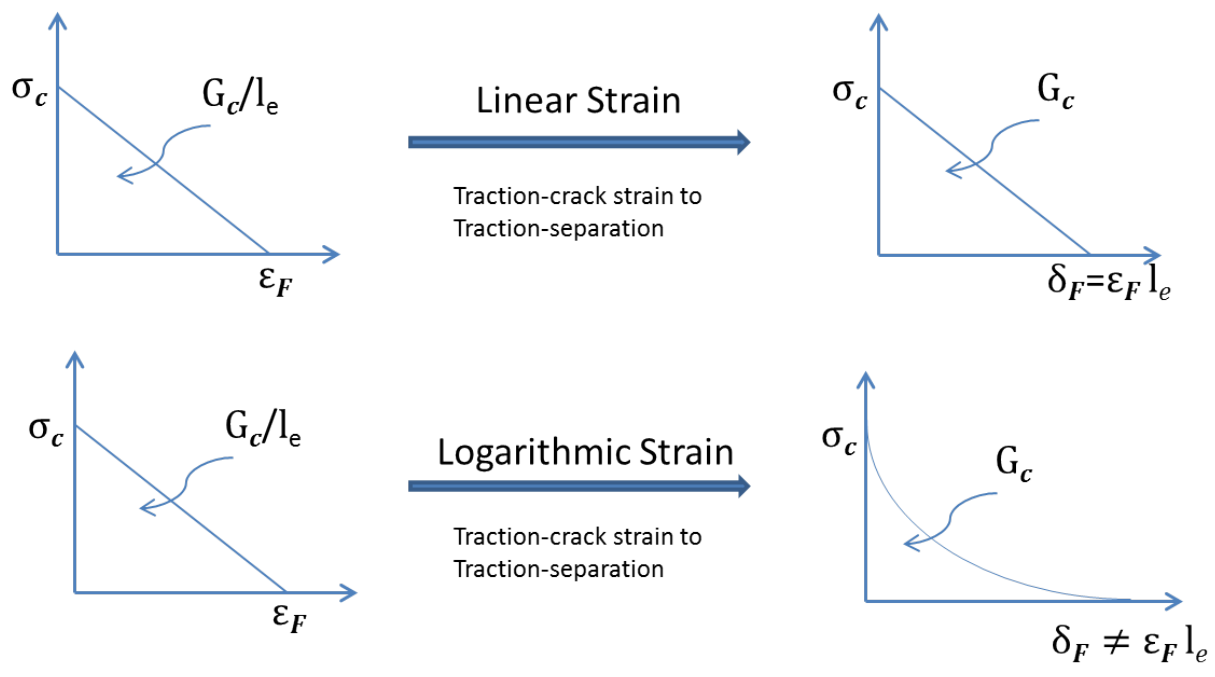 σc
Gc/le
εF
Linear Strain
Traction-crack strain to
Traction-separation
σc
Gc
δF=εF le
σc
Gc/le
εF
Logarithmic Strain
Traction-crack strain to
Traction-separation
σc
Gc
δF ≠ εF le